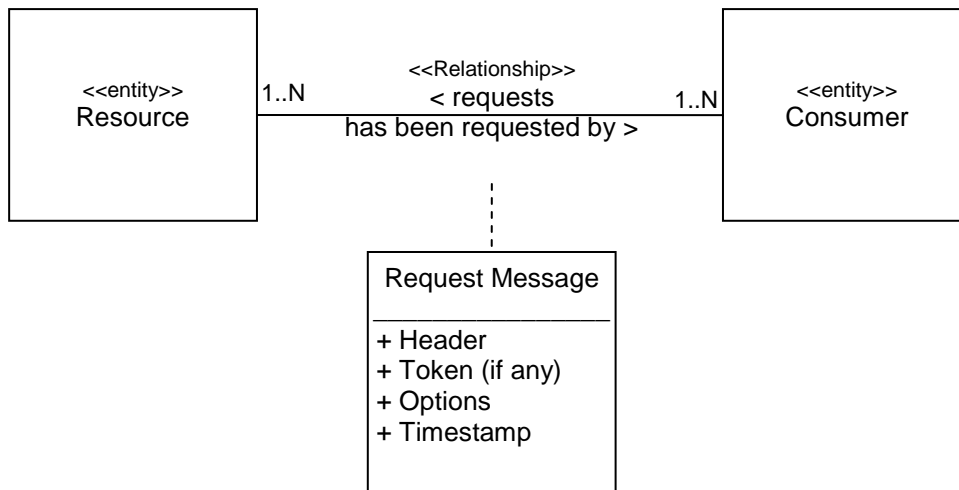 <<entity>>
Resource
1..N
<<Relationship>>
< requests
has been requested by >
1..N
<<entity>>
Consumer
Request Message
+ Header
+ Token (if any)
+ Options
+ Timestamp